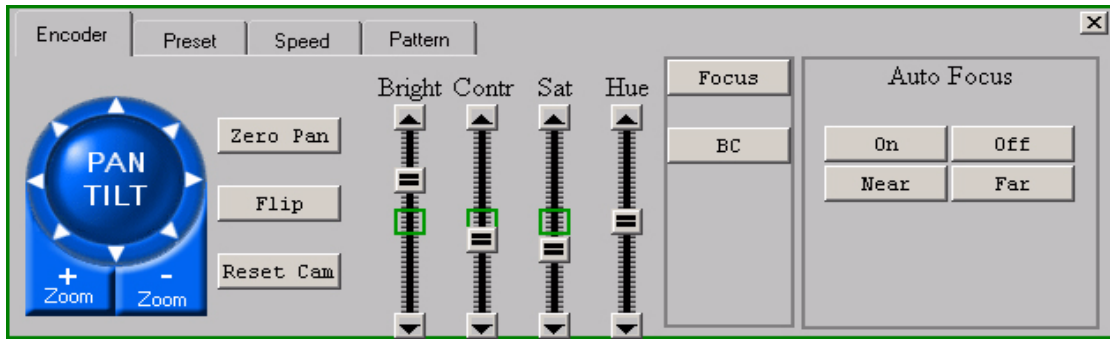 Encoder
Preset
Speed
Pattern
PAN
TILT
+
Zoom
-
Zoom
Zero Pan
Flip
Reset Cam
Bright Contr Sat Hue
Focus
BC
Auto Focus
On Off
Near Far